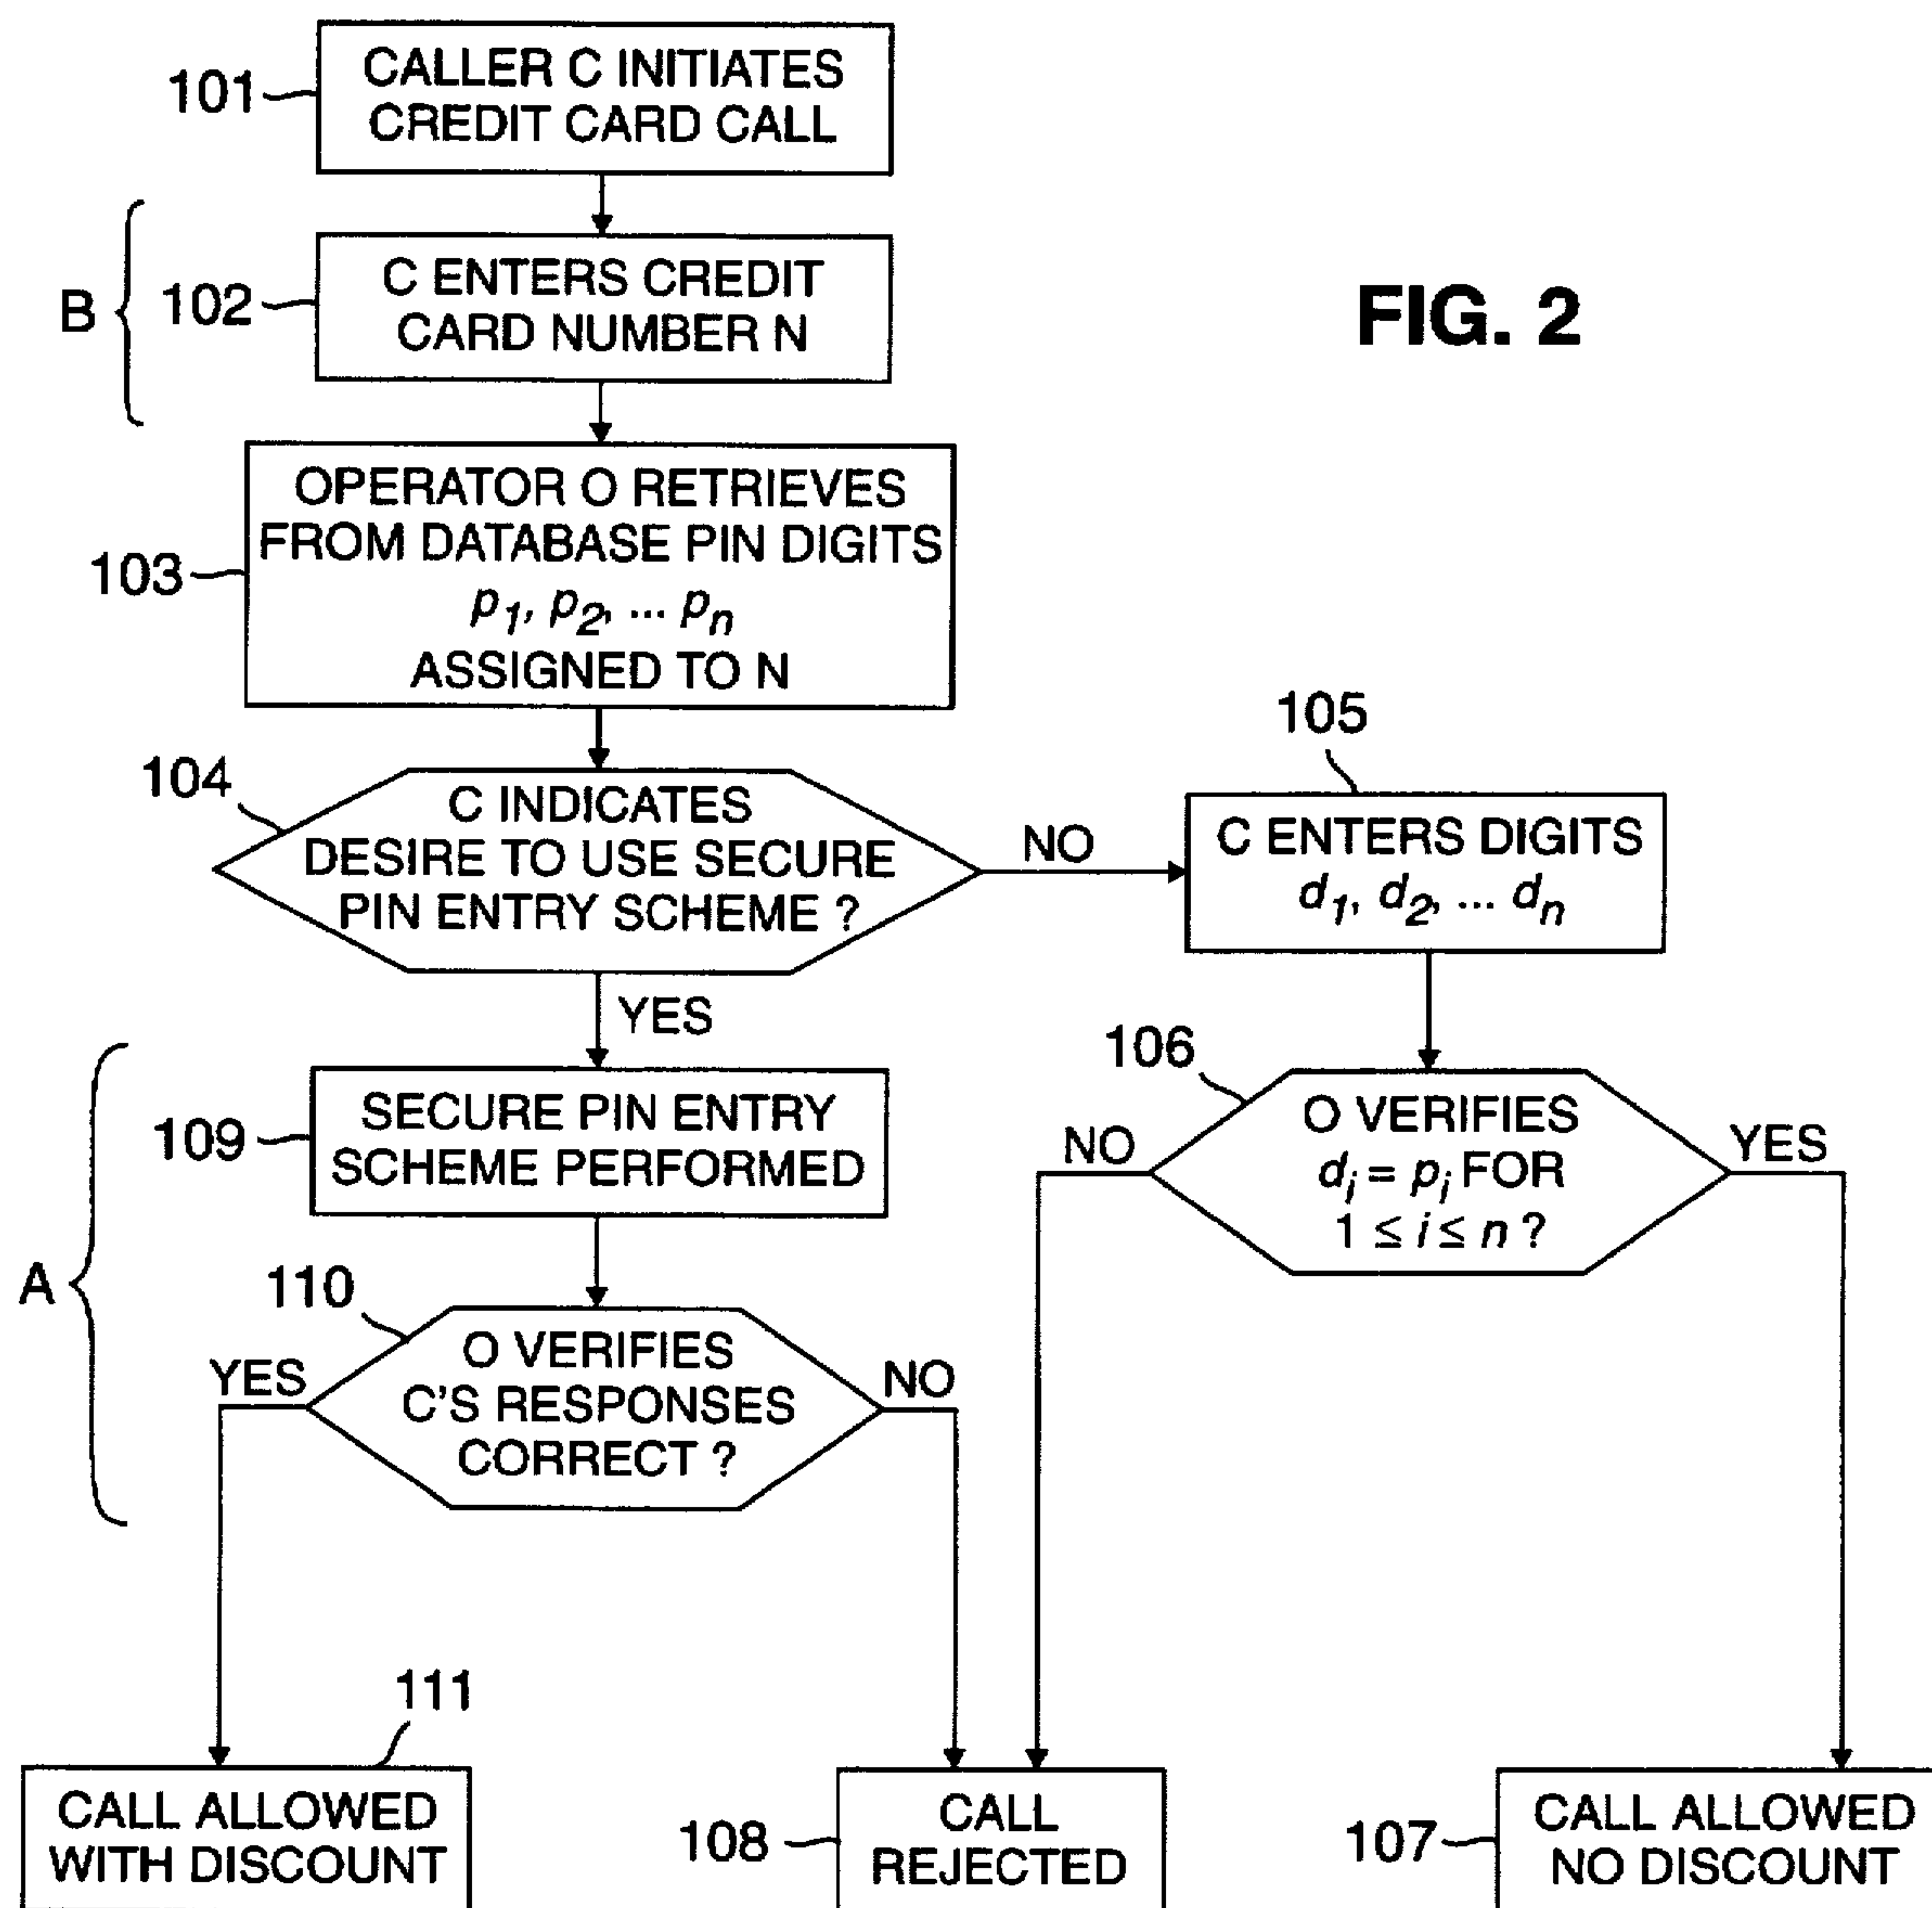 101
CALLER C INITIATES
CREDIT CARD CALL
B
102
C ENTERS CREDIT
CARD NUMBER N
FIG. 2
103
OPERATOR O RETRIEVES
FROM DATABASE PIN DIGITS
p1, p2, ... pn
ASSIGNED TO N
104
C INDICATES
DESIRE TO USE SECURE
PIN ENTRY SCHEME ?
NO
YES
105
C ENTERS DIGITS
d1, d2, ... dn
106
O VERIFIES
di = pi FOR
1 ≤ i ≤ n ?
NO
YES
A
109
SECURE PIN ENTRY
SCHEME PERFORMED
110
O VERIFIES
C'S RESPONSES
CORRECT ?
YES
NO
111
CALL ALLOWED
WITH DISCOUNT
108
CALL
REJECTED
107
CALL ALLOWED
NO DISCOUNT